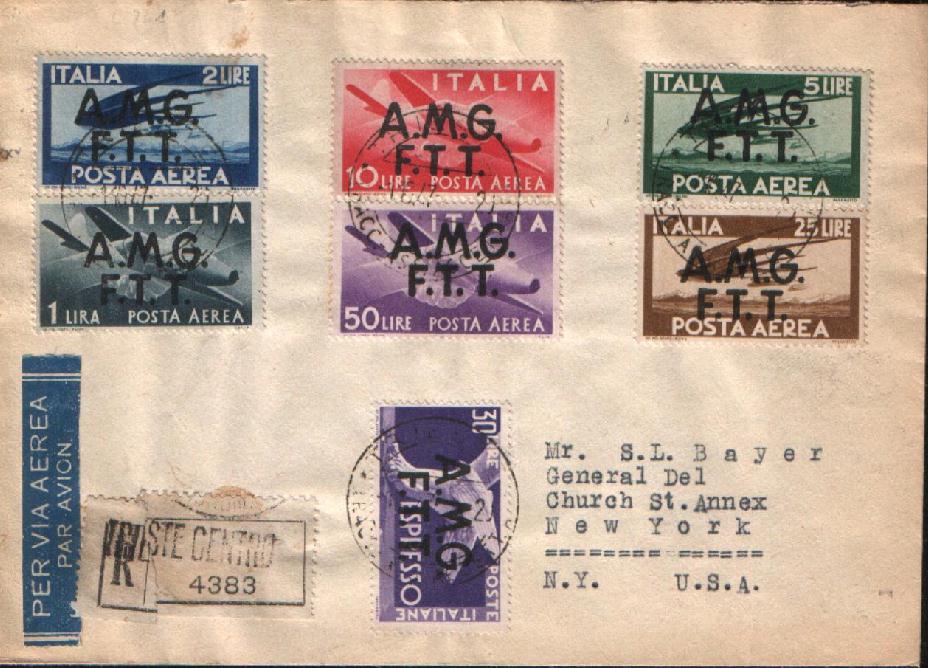 ITALIA 2 LIRE
A.M.G.
F.T.T.
POSTA AEREA
ITALIA
A.M.G.
F.T.T.
10 LIRE POSTA AEREA
ITALIA 5 LIRE
A.M.G.
F.T.T.
POSTA AEREA
ITALIA
A.M.G.
F.T.T.
1 LIRA POSTA AEREA
ITALIA
A.M.G.
F.T.T.
50 LIRE POSTA AEREA
ITALIA 25 LIRE
A.M.G.
F.T.T.
POSTA AEREA
PER VIA AEREA
PAR AVION
R
CENTRO
4383
30 LIRE
A.M.G.
F.T.T.
ESPRESSO
POSTE
ITALIANE
Mr. S.L. Bayer
General Del
Church St.Annex
New York
N.Y. U.S.A.